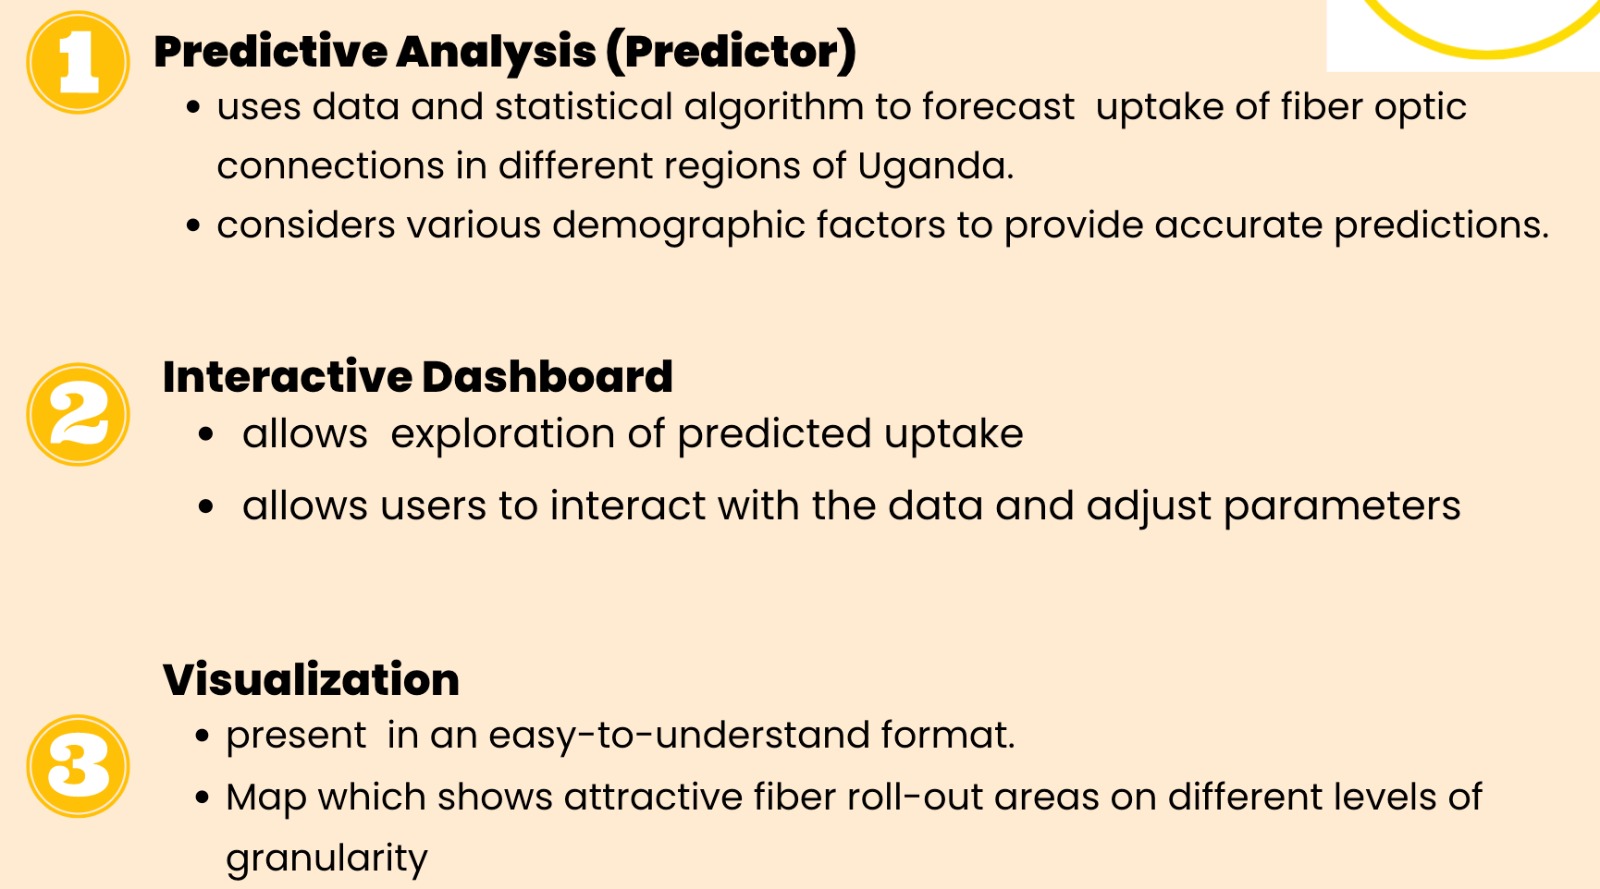 1
Predictive Analysis (Predictor)
• uses data and statistical algorithm to forecast  uptake of fiber optic
connections in different regions of Uganda.
• considers various demographic factors to provide accurate predictions.
2
Interactive Dashboard
• allows  exploration of predicted uptake
• allows users to interact with the data and adjust parameters
3
Visualization
• present  in an easy-to-understand format.
• Map which shows attractive fiber roll-out areas on different levels of
granularity